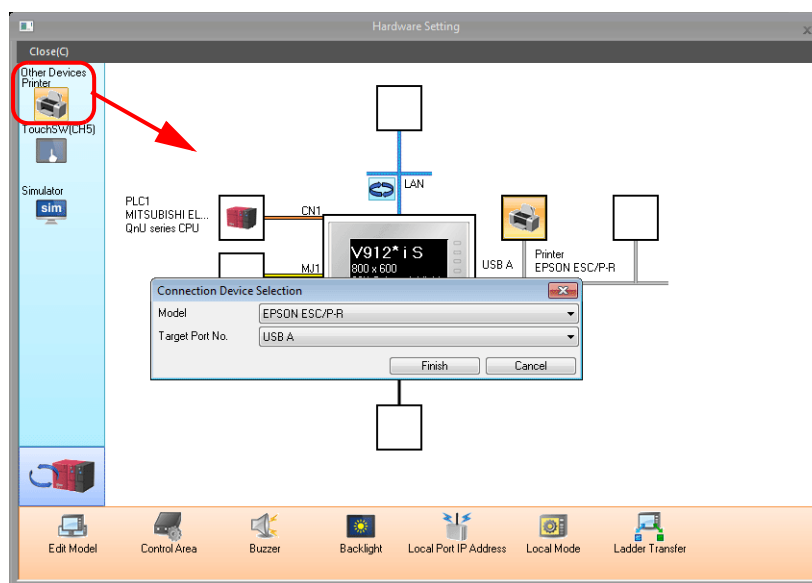 Hardware Setting
x
Close(C)
Other Devices
Printer
TouchSW(CH5)
Simulator
sim
LAN
PLC1
MITSUBISHI EL...
QnU series CPU
CN1
MJ1
V912* i S
800 x 600
USB A
Printer
EPSON ESC/P-R
Connection Device Selection
Model
EPSON ESC/P-R
Target Port No.
USB A
Finish
Cancel
Edit Model
Control Area
Buzzer
Backlight
Local Port IP Address
Local Mode
Ladder Transfer